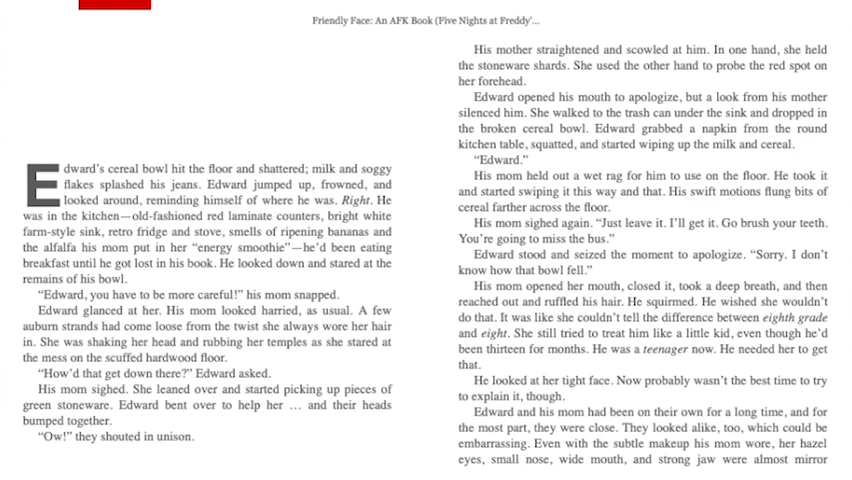 Friendly Face: An AFK Book (Five Nights at Freddy'...
Edward's cereal bowl hit the floor and shattered; milk and soggy
flakes splashed his jeans. Edward jumped up, frowned, and
looked around, reminding himself of where he was. Right. He
was in the kitchen—old-fashioned red laminate counters, bright white
farm-style sink, retro fridge and stove, smells of ripening bananas and
the alfalfa his mom put in her “energy smoothie”—he'd been eating
breakfast until he got lost in his book. He looked down and stared at the
remains of his bowl.
“Edward, you have to be more careful!” his mom snapped.
Edward glanced at her. His mom looked harried, as usual. A few
auburn strands had come loose from the twist she always wore her hair
in. She was shaking her head and rubbing her temples as she stared at
the mess on the scuffed hardwood floor.
“How'd that get down there?” Edward asked.
His mom sighed. She leaned over and started picking up pieces of
green stoneware. Edward bent over to help her … and their heads
bumped together.
“Ow!” they shouted in unison.
His mother straightened and scowled at him. In one hand, she held
the stoneware shards. She used the other hand to probe the red spot on
her forehead.
Edward opened his mouth to apologize, but a look from his mother
silenced him. She walked to the trash can under the sink and dropped in
the broken cereal bowl. Edward grabbed a napkin from the round
kitchen table, squatted, and started wiping up the milk and cereal.
“Edward.”
His mom held out a wet rag for him to use on the floor. He took it
and started swiping it this way and that. His swift motions flung bits of
cereal farther across the floor.
His mom sighed again. “Just leave it. I'll get it. Go brush your teeth.
You're going to miss the bus.”
Edward stood and seized the moment to apologize. “Sorry. I don't
know how that bowl fell.”
His mom opened her mouth, closed it, took a deep breath, and then
reached out and ruffled his hair. He squirmed. He wished she wouldn't
do that. It was like she couldn't tell the difference between eighth grade
and eight. She still tried to treat him like a little kid, even though he'd
been thirteen for months. He was a teenager now. He needed her to get
that.
He looked at her tight face. Now probably wasn't the best time to try
to explain it, though.
Edward and his mom had been on their own for a long time, and for
the most part, they were close. They looked alike, too, which could be
embarrassing. Even with the subtle makeup his mom wore, her hazel
eyes, small nose, wide mouth, and strong jaw were almost mirror